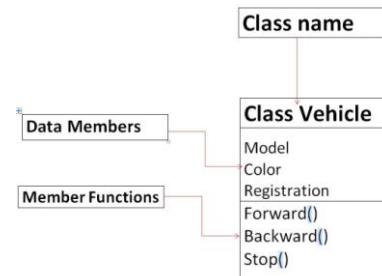 Class name
Class Vehicle
Data Members
Model
Color
Member Functions
Registration
Forward()
Backward()
Stop()